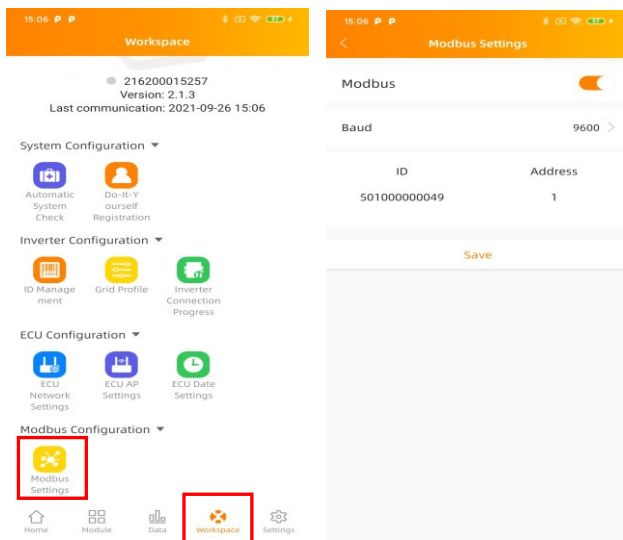 15:06
97
Workspace
216200015257
Version: 2.1.3
Last communication: 2021-09-26 15:06
System Configuration
Automatic
System
Check
Do-It-Y
ourself
Registration
Inverter Configuration
ID Manage
ment
Grid Profile
Inverter
Connection
Progress
ECU Configuration
ECU
Network
Settings
ECU AP
Settings
ECU Date
Settings
Modbus Configuration
Modbus
Settings
Home Module Data Workspace Settings
15:06
97
Modbus Settings
Modbus
Baud 9600
ID Address
501000000049 1
Save